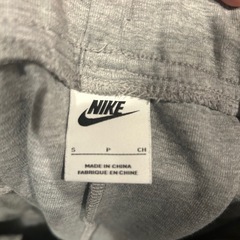 NIKE
S P CH
MADE IN CHINA
FABRIQUÉ EN CHINE